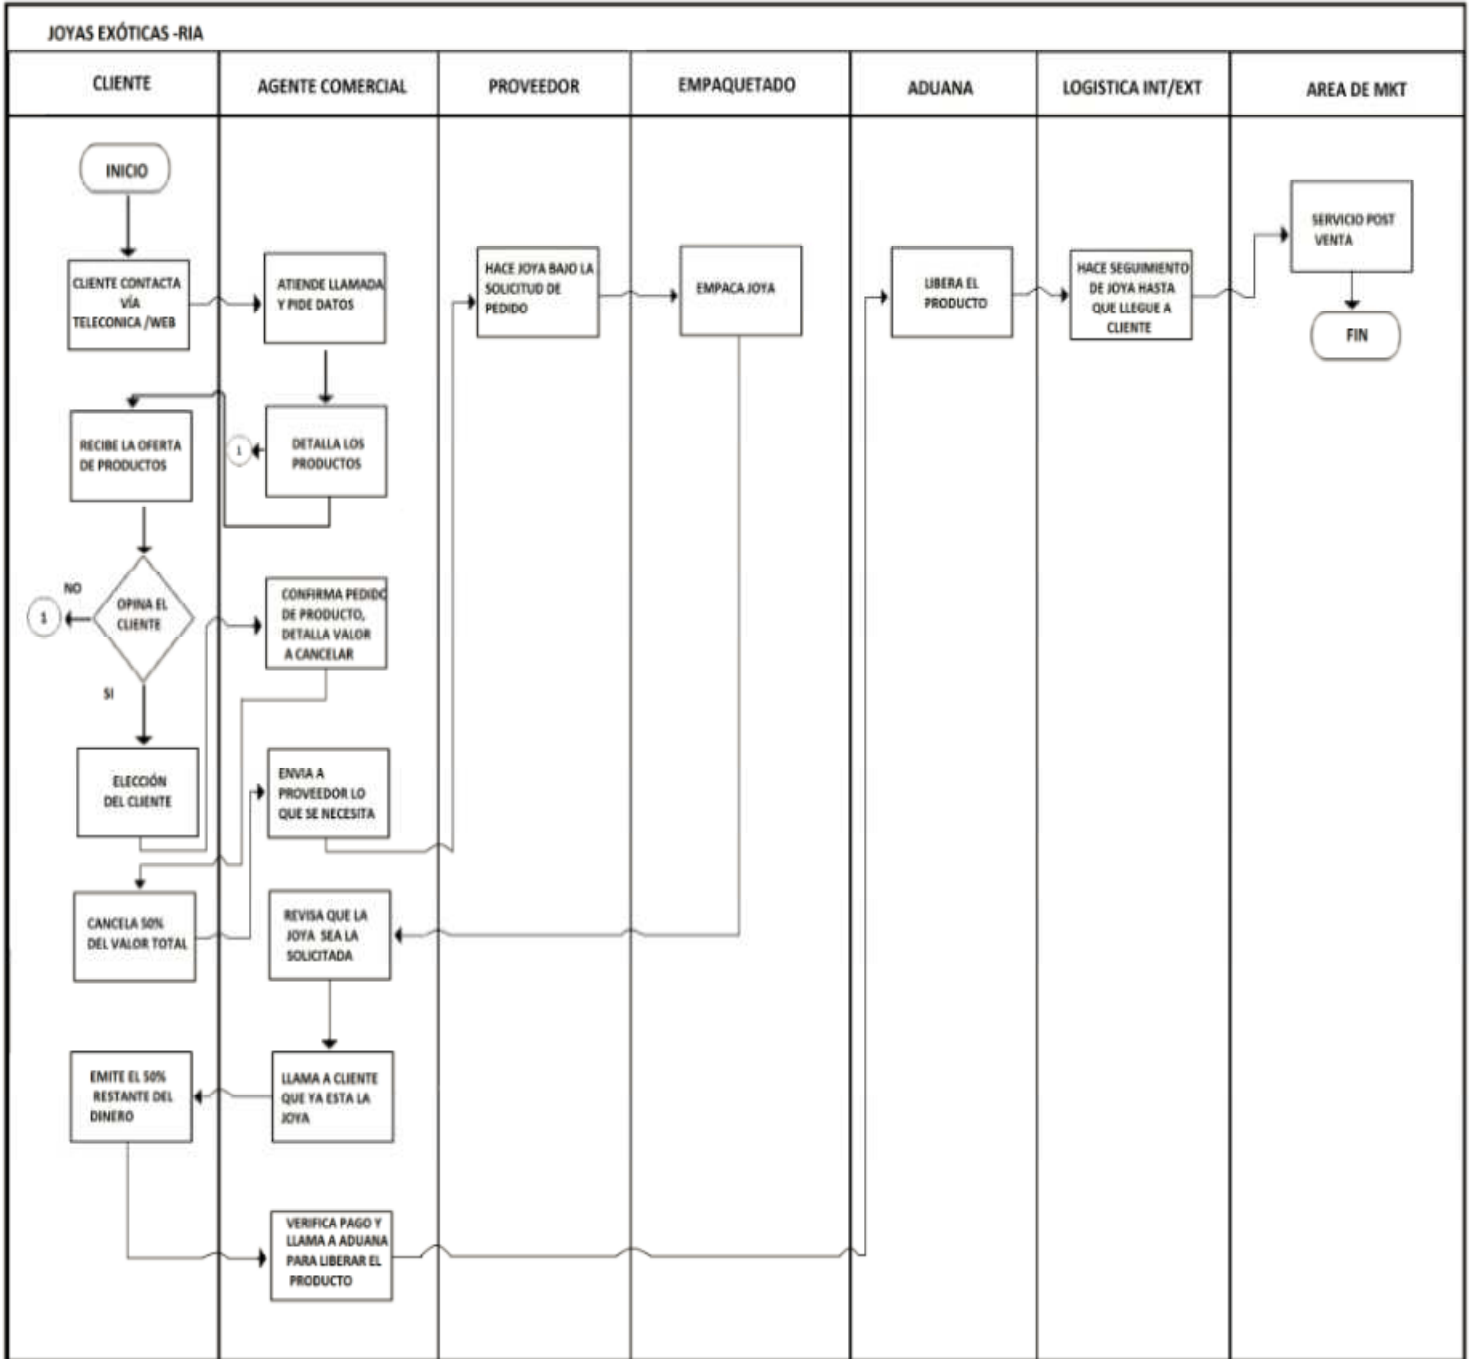 JOYAS EXÓTICAS -RIA
CLIENTE
AGENTE COMERCIAL
PROVEEDOR
EMPAQUETADO
ADUANA
LOGISTICA INT/EXT
AREA DE MKT
INICIO
CLIENTE CONTACTA
VÍA
TELECONICA /WEB
ATIENDE LLAMADA
Y PIDE DATOS
HACE JOYA BAJO LA
SOLICITUD DE
PEDIDO
EMPACA JOYA
LIBERA EL
PRODUCTO
HACE SEGUIMIENTO
DE JOYA HASTA
QUE LLEGUE A
CLIENTE
SERVICIO POST
VENTA
FIN
RECIBE LA OFERTA
DE PRODUCTOS
1
DETALLA LOS
PRODUCTOS
NO
1
OPINA EL
CLIENTE
SI
CONFIRMA PEDIDO
DE PRODUCTO,
DETALLA VALOR
A CANCELAR
ELECCIÓN
DEL CLIENTE
ENVIA A
PROVEEDOR LO
QUE SE NECESITA
CANCELA 50%
DEL VALOR TOTAL
REVISA QUE LA
JOYA SEA LA
SOLICITADA
EMITE EL 50%
RESTANTE DEL
DINERO
LLAMA A CLIENTE
QUE YA ESTA LA
JOYA
VERIFICA PAGO Y
LLAMA A ADUANA
PARA LIBERAR EL
PRODUCTO